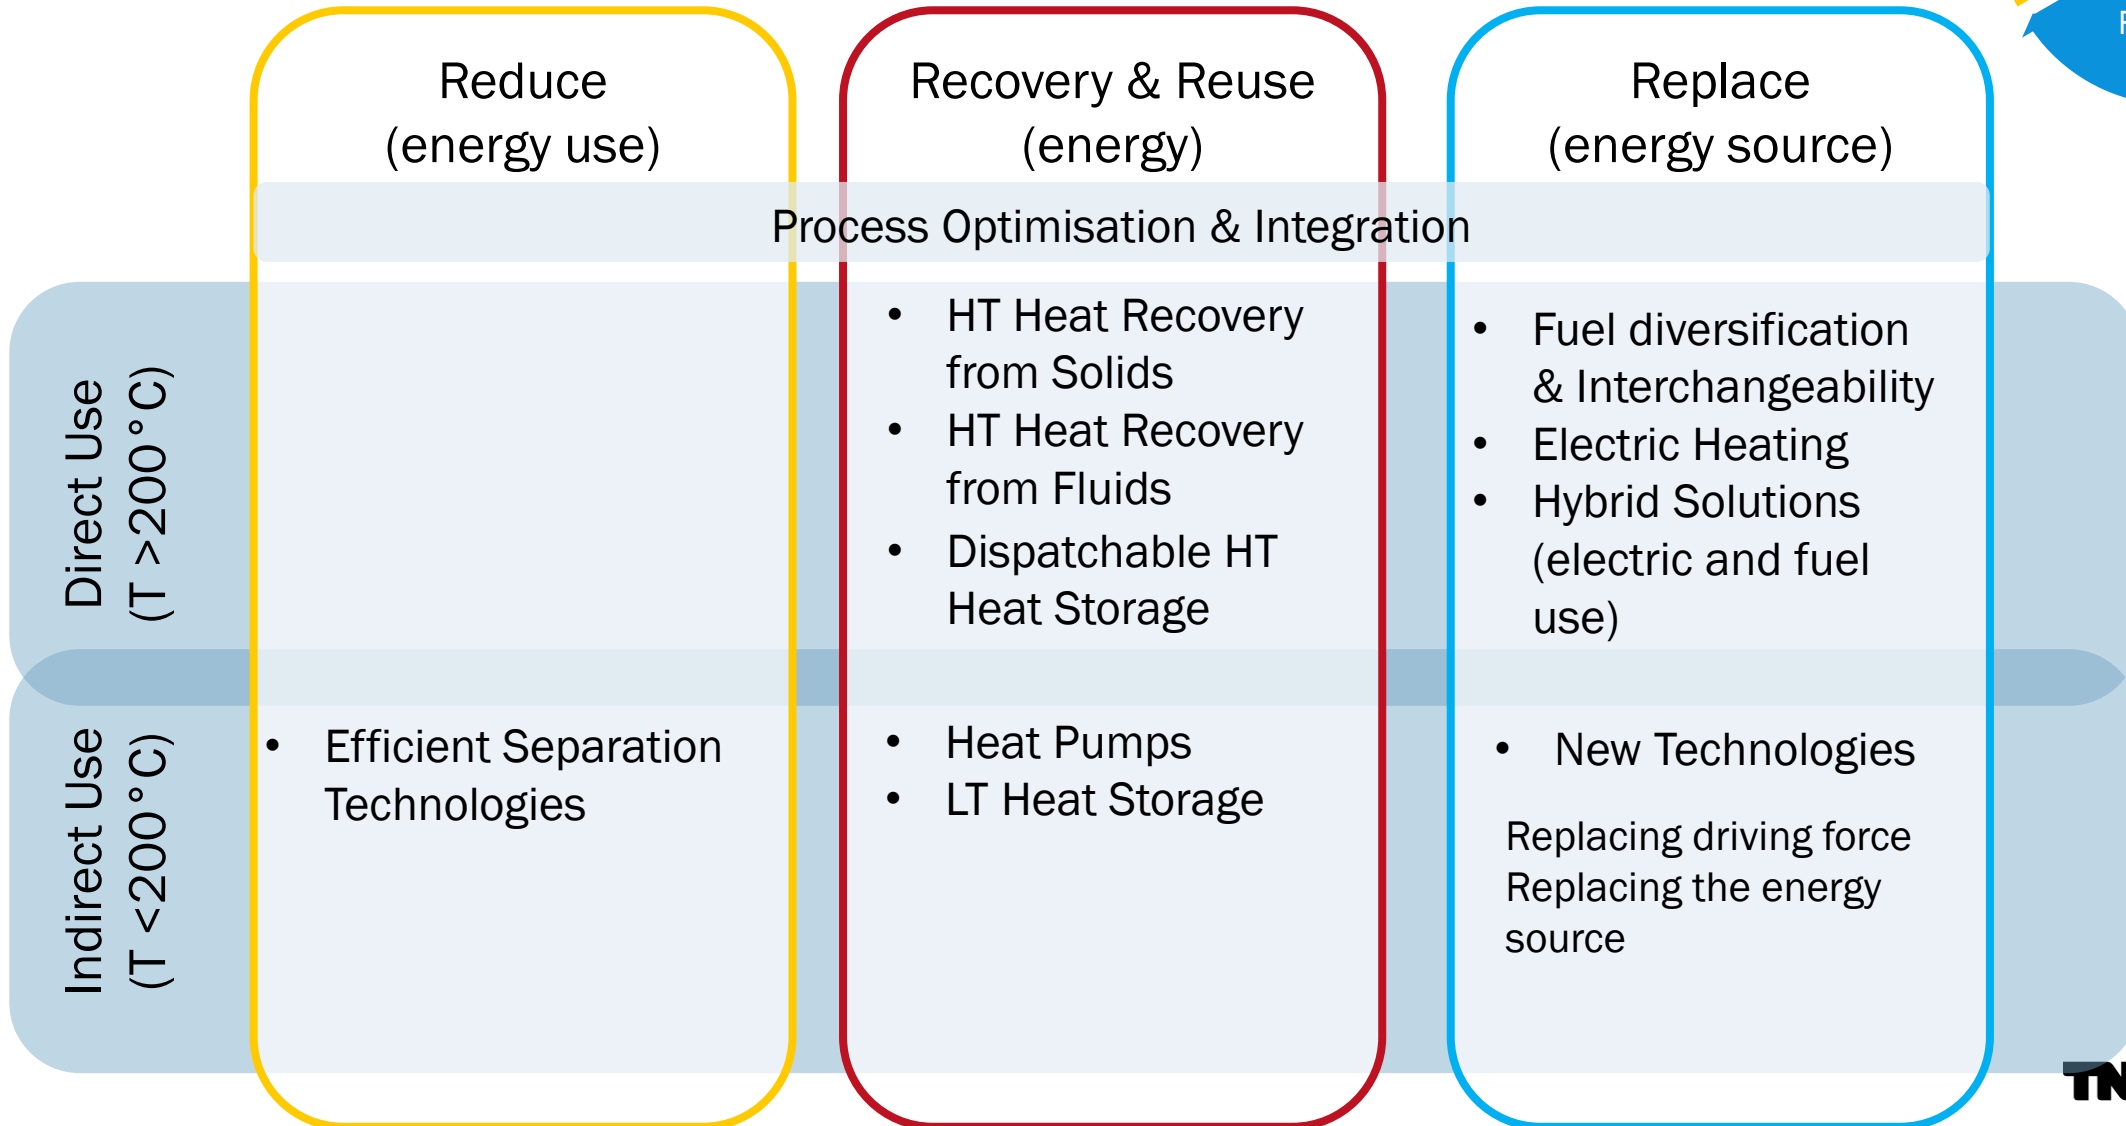 Reduce
(energy use)
Recovery & Reuse
(energy)
Replace
(energy source)
Process Optimisation & Integration
Direct Use
(T >200°C)
• HT Heat Recovery
from Solids
• HT Heat Recovery
from Fluids
• Dispatchable HT
Heat Storage
• Fuel diversification
& Interchangeability
• Electric Heating
• Hybrid Solutions
(electric and fuel
use)
Indirect Use
(T <200°C)
• Efficient Separation
Technologies
• Heat Pumps
• LT Heat Storage
• New Technologies
Replacing driving force
Replacing the energy
source